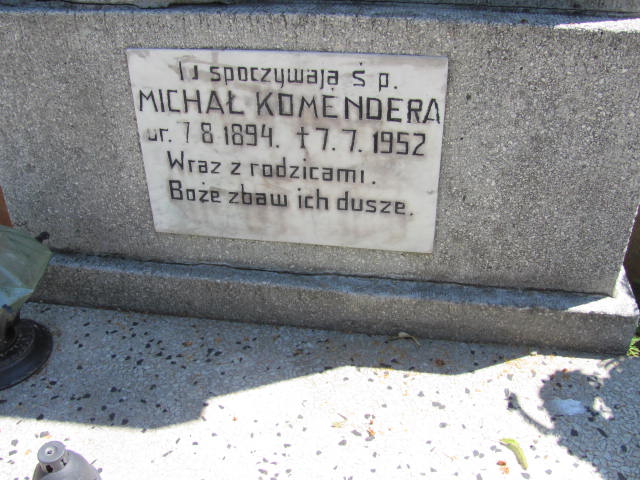 Tu spoczywają Ś p.
MICHAŁ KOMENDERA
ur. 7 8 1894. † 7. 7. 1952
Wraz z rodzicami.
Boże zbaw ich dusze.